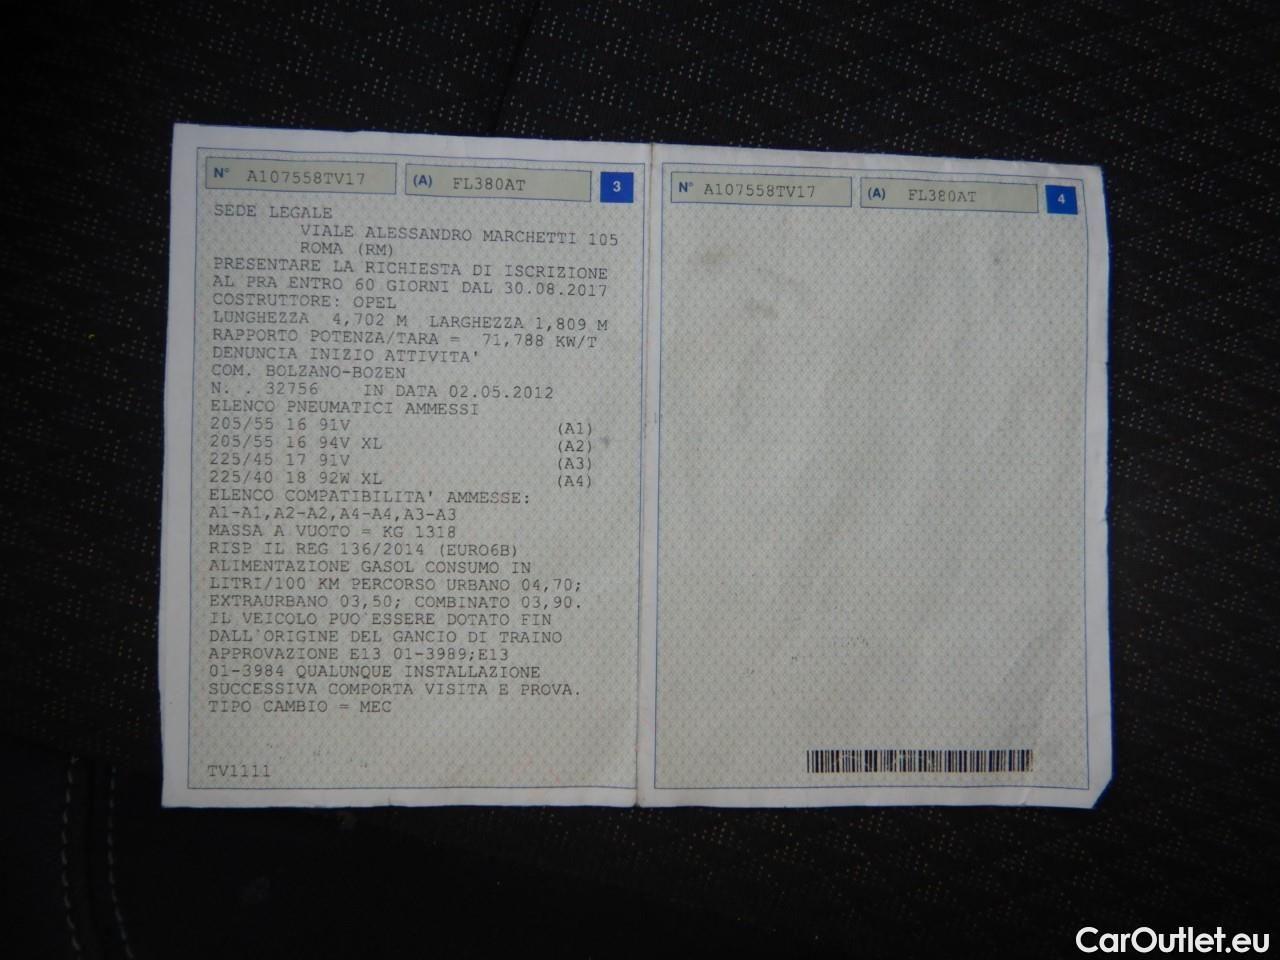 N° A107558TV17 (A) FL380AT 3
SEDE LEGALE
VIALE ALESSANDRO MARCHETTI 105
ROMA (RM)
PRESENTARE LA RICHIESTA DI ISCRIZIONE
AL PRA ENTRO 60 GIORNI DAL 30.08.2017
COSTRUTTORE: OPEL
LUNGHEZZA 4,702 M LARGHEZZA 1,809 M
RAPPORTO POTENZA/TARA = 71,788 KW/T
DENUNCIA INIZIO ATTIVITA'
COM. BOLZANO-BOZEN
N. . 32756 IN DATA 02.05.2012
ELENCO PNEUMATICI AMMESSI
205/55 16 91V (A1)
205/55 16 94V XL (A2)
225/45 17 91V (A3)
225/40 18 92W XL (A4)
ELENCO COMPATIBILITA' AMMESSE:
A1-A1,A2-A2,A4-A4,A3-A3
MASSA A VUOTO = KG 1318
RISP IL REG 136/2014 (EURO6B)
ALIMENTAZIONE GASOL CONSUMO IN
LITRI/100 KM PERCORSO URBANO 04,70;
EXTRAURBANO 03,50; COMBINATO 03,90.
IL VEICOLO PUO'ESSERE DOTATO FIN
DALL'ORIGINE DEL GANCIO DI TRAINO
APPROVAZIONE E13 01-3989;E13
01-3984 QUALUNQUE INSTALLAZIONE
SUCCESSIVA COMPORTA VISITA E PROVA.
TIPO CAMBIO = MEC
TV1111
N° A107558TV17 (A) FL380AT 4
CarOutlet.eu